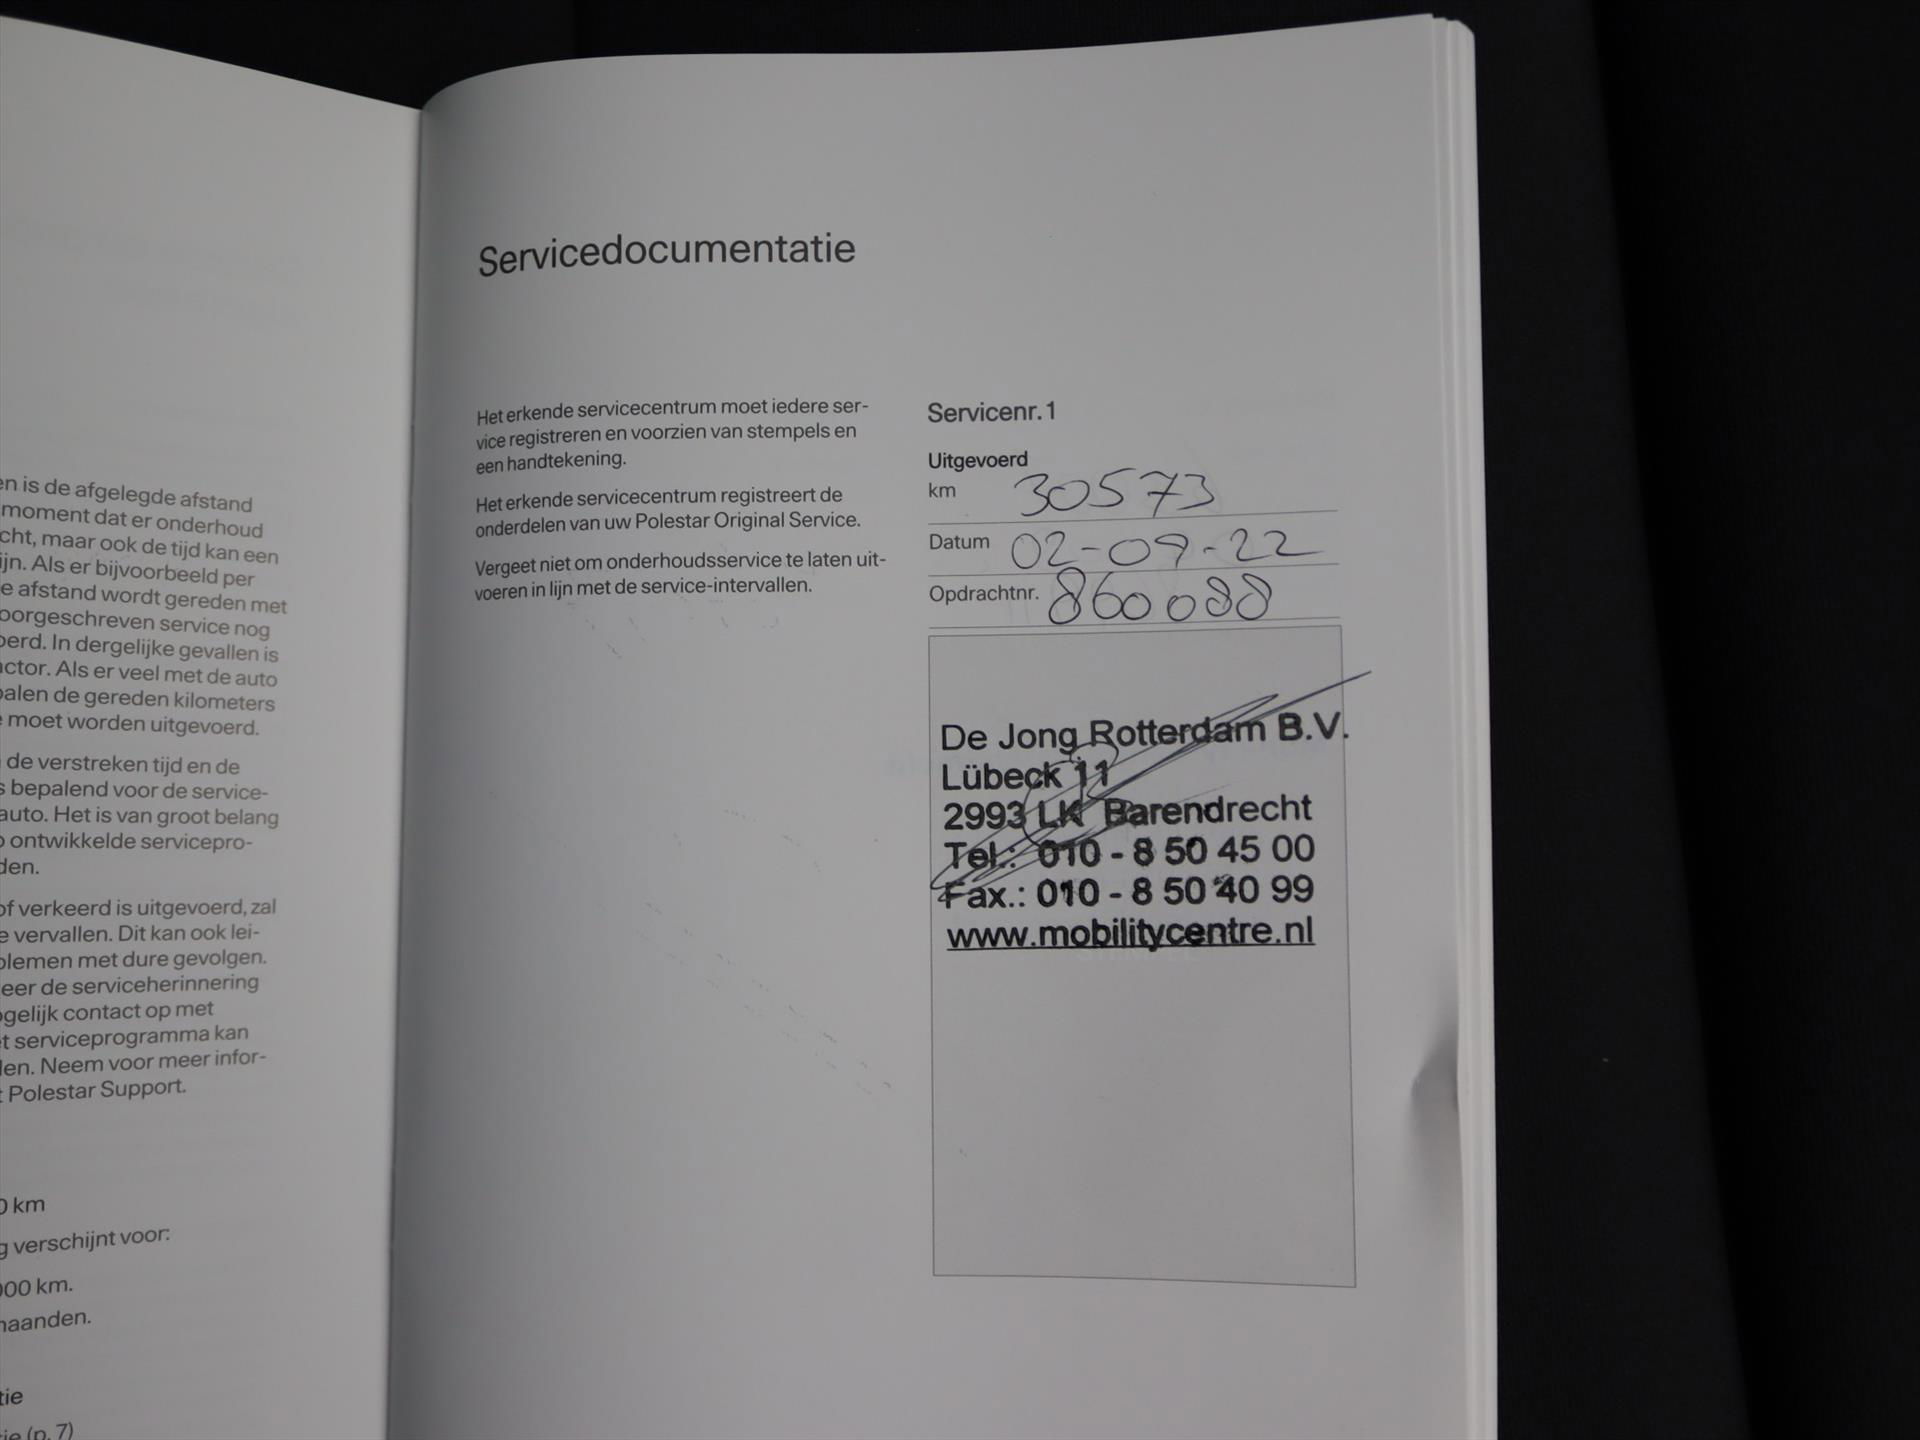 en is de afgelegde afstand
moment dat er onderhoud
cht, maar ook de tijd kan een
ijn. Als er bijvoorbeeld per
e afstand wordt gereden met
oorgeschreven service nog
oerd. In dergelijke gevallen is
actor. Als er veel met de auto
palen de gereden kilometers
e moet worden uitgevoerd.
de verstreken tijd en de
s bepalend voor de service-
auto. Het is van groot belang
o ontwikkelde servicepro-
den.
of verkeerd is uitgevoerd, zal
e vervallen. Dit kan ook lei-
blemen met dure gevolgen.
eer de serviceherinnering
ogelijk contact op met
t serviceprogramma kan
len. Neem voor meer infor-
t Polestar Support.
0 km
g verschijnt voor:
000 km.
maanden.
tie
tie (p. 7)
Servicedocumentatie
Het erkende servicecentrum moet iedere ser-
vice registreren en voorzien van stempels en
een handtekening.
Het erkende servicecentrum registreert de
onderdelen van uw Polestar Original Service.
Vergeet niet om onderhoudsservice te laten uit-
voeren in lijn met de service-intervallen.
Servicenr. 1
Uitgevoerd
km 30573
Datum 02-09-22
Opdrachtnr. 860088
De Jong Rotterdam B.V.
Lübeck 11
2993 LK Barendrecht
Tel.: 010 - 8 50 45 00
Fax.: 010 - 8 50 40 99
www.mobilitycentre.nl